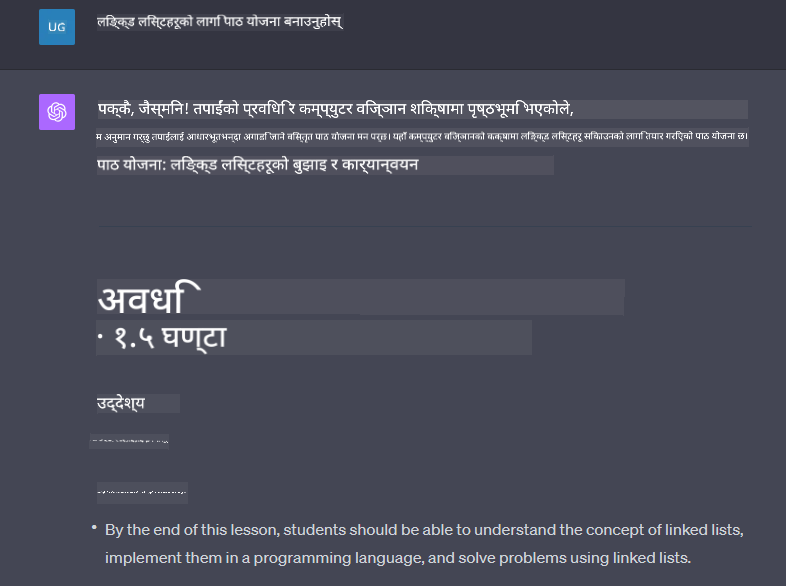 UG
लिङ्क्ड लिस्टहरूको लागि पाठ योजना बनाउनुहोस्
पक्कै, जैस्मिन! तपाईंको प्रविधि र कम्प्युटर विज्ञान शिक्षामा पृष्ठभूमि भएकोले,
म अनुमान गर्छु तपाईंलाई आधारभूतभन्दा अगाडि जाने विस्तृत पाठ योजना मन पर्छ। यहाँ कम्प्युटर विज्ञानको कक्षामा लिङ्क्ड लिस्टहरू सिकाउनको लागि तयार गरिएको पाठ योजना छ।
पाठ योजना: लिङ्क्ड लिस्टहरूको बुझाइ र कार्यान्वयन
अवधि
· १.५ घण्टा
उद्देश्य
• By the end of this lesson, students should be able to understand the concept of linked lists,
implement them in a programming language, and solve problems using linked lists.